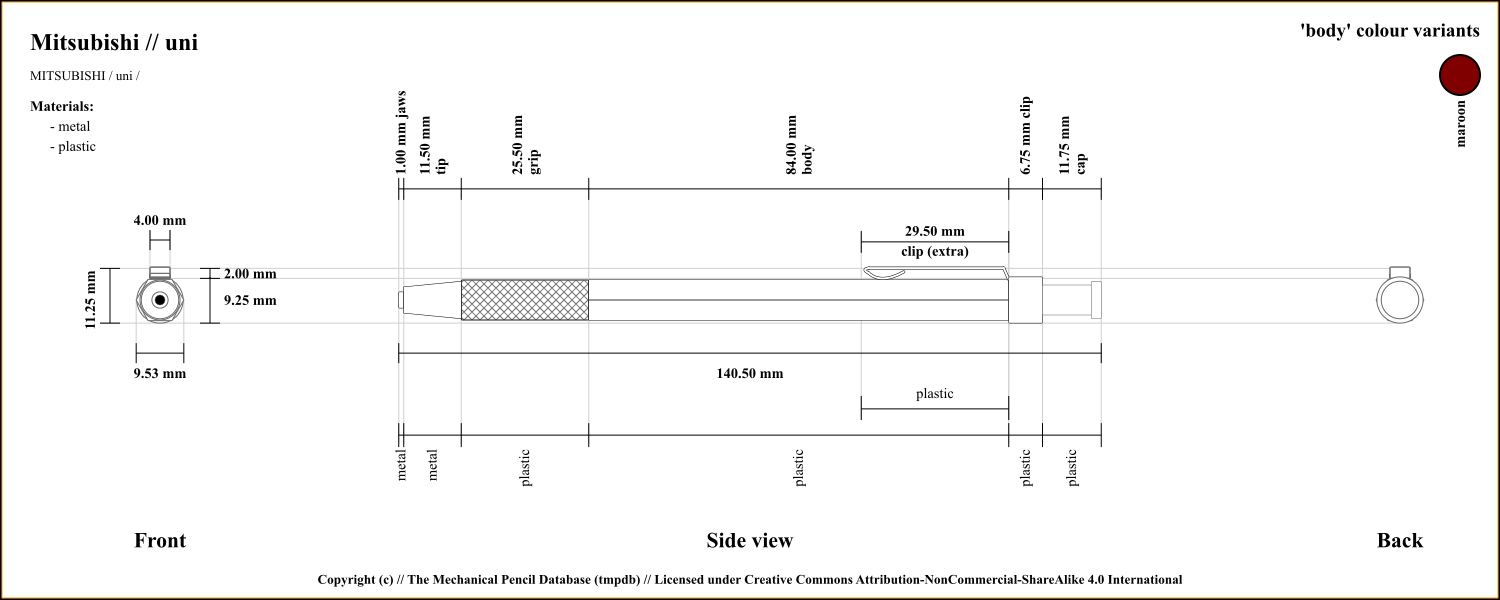 Mitsubishi // uni
'body' colour variants
MITSUBISHI / uni /
Materials:
- metal
- plastic
maroon
1.00 mm jaws
11.50 mm
tip
25.50 mm
grip
84.00 mm
body
6.75 mm clip
11.75 mm
cap
4.00 mm
29.50 mm
clip (extra)
2.00 mm
9.25 mm
11.25 mm
9.53 mm
140.50 mm
plastic
metal
metal
plastic
plastic
plastic
plastic
Front
Side view
Back
Copyright (c) // The Mechanical Pencil Database (tmpdb) // Licensed under Creative Commons Attribution-NonCommercial-ShareAlike 4.0 International